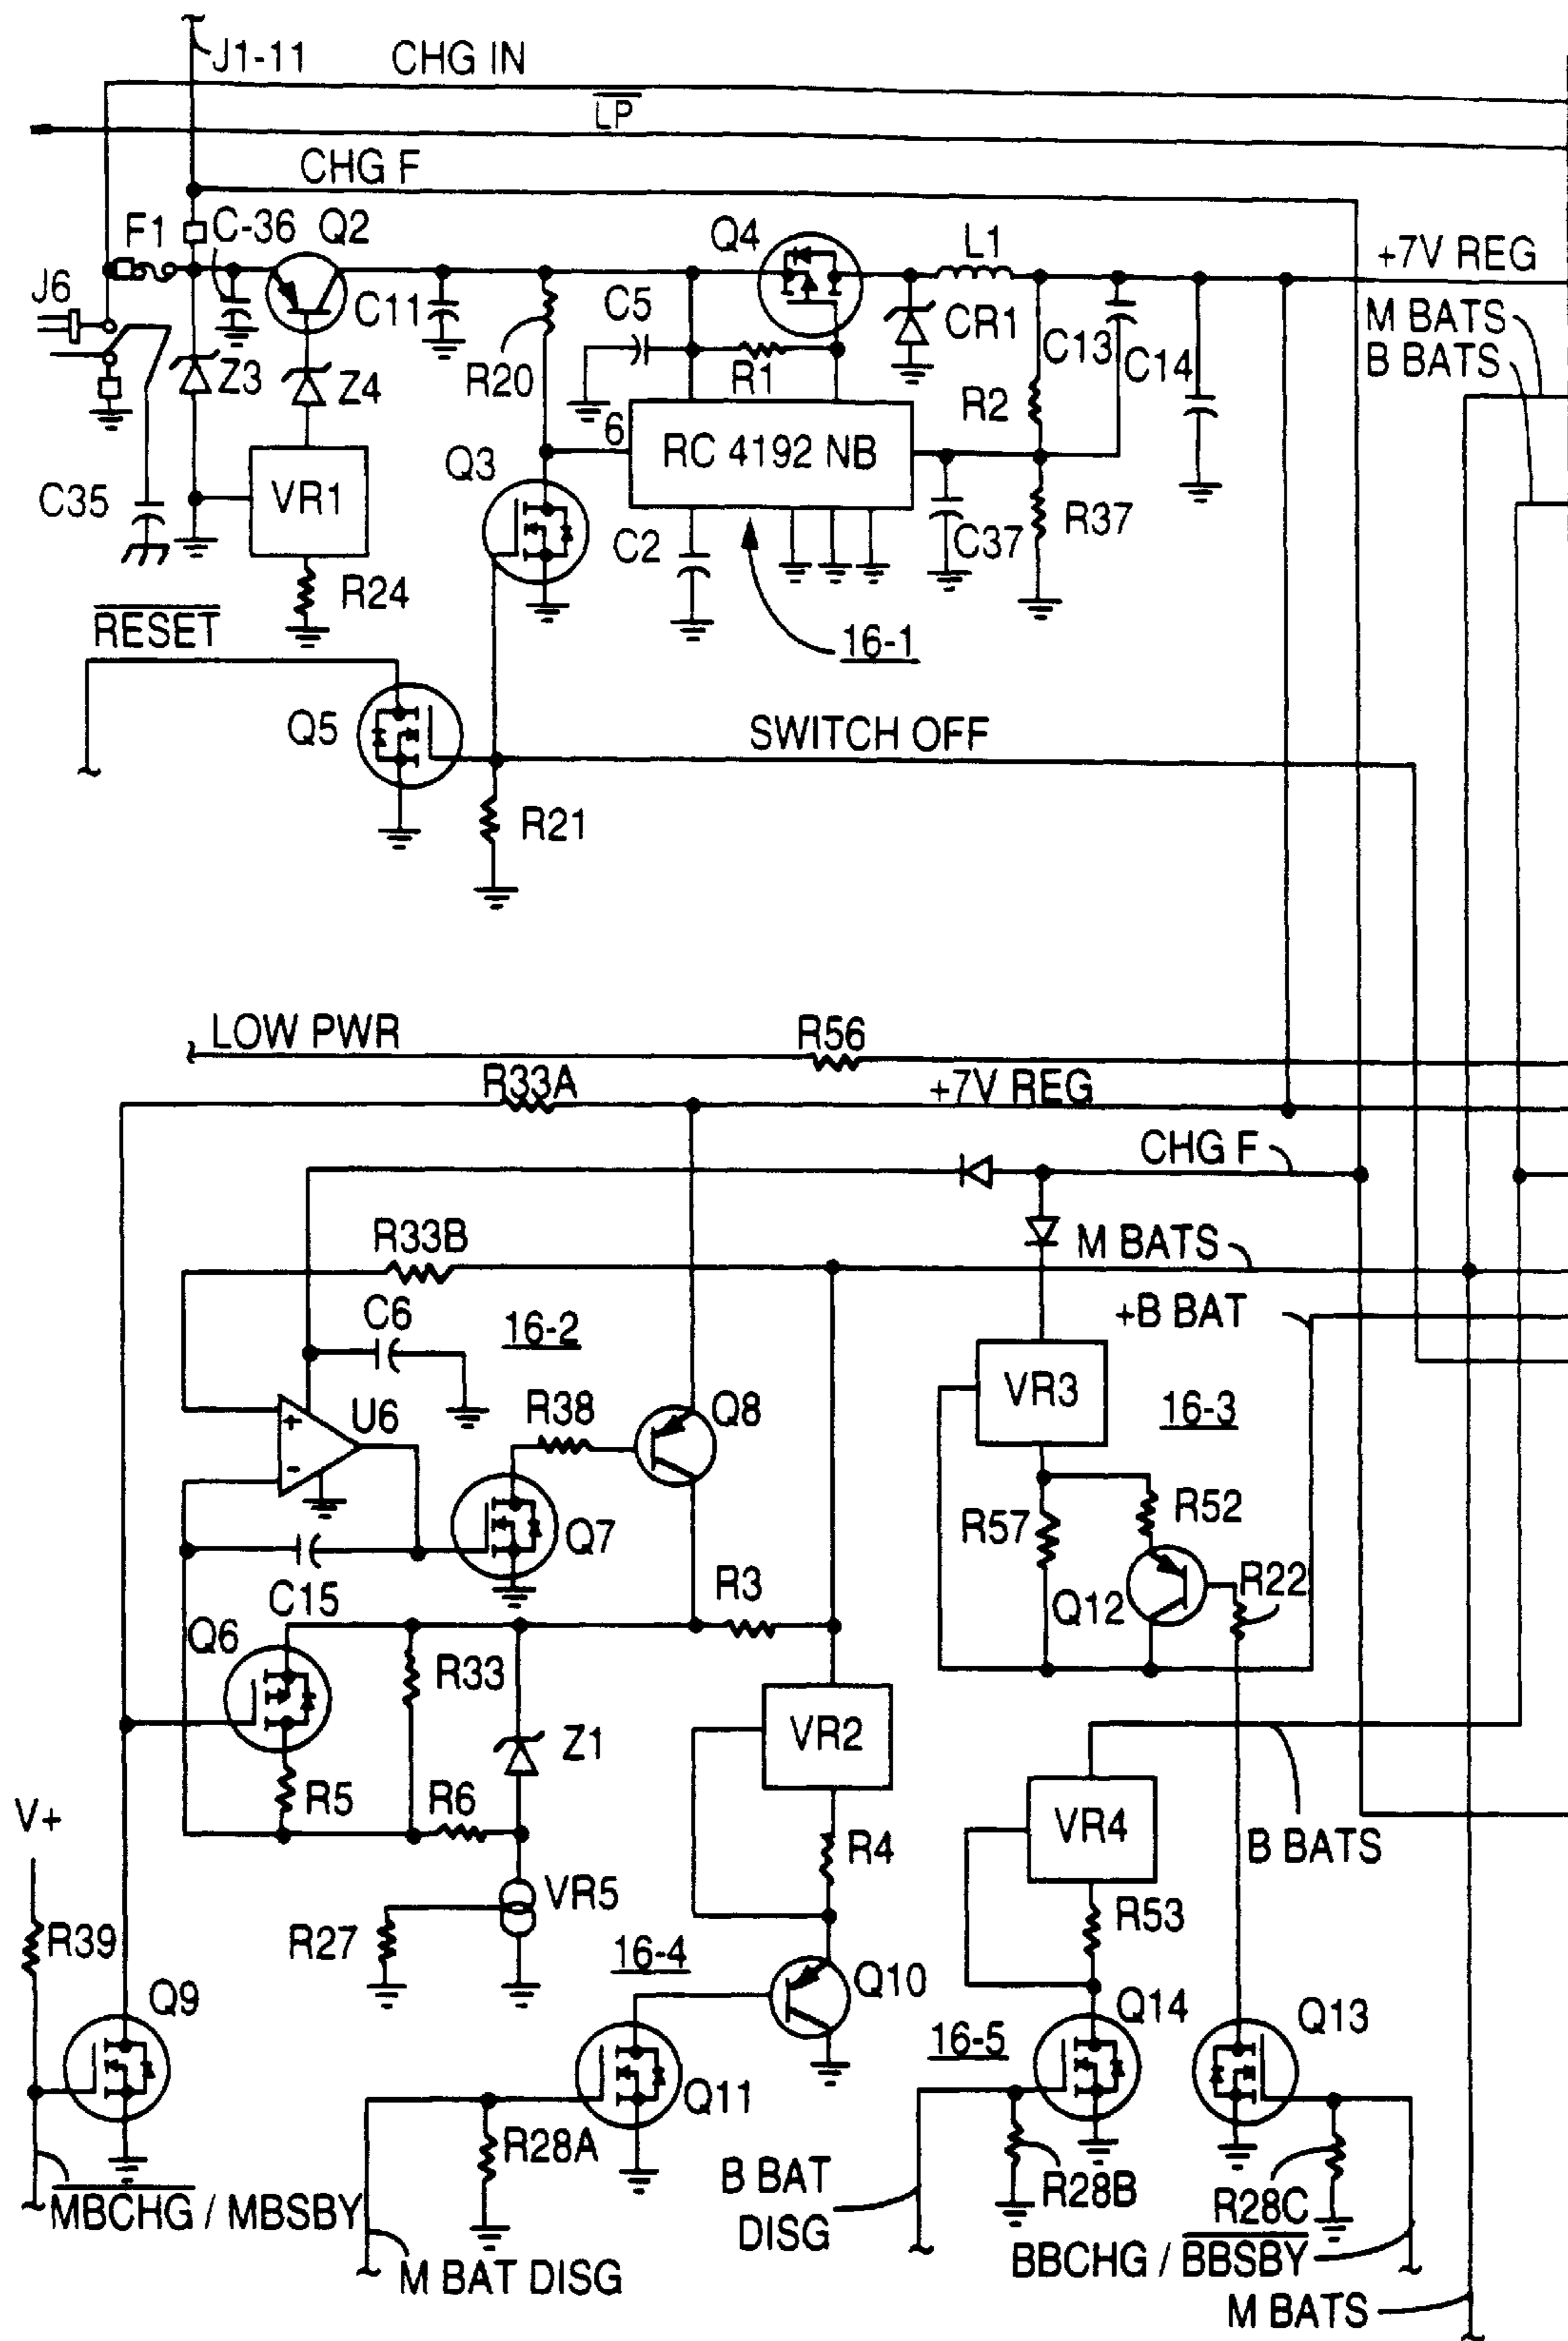 J1-11
CHG IN
LP
CHG F
F1
C-36
Q2
Q4
L1
+7V REG
J6
C11
C5
CR1
C13
C14
M BATS
B BATS
Z3
Z4
R20
R1
R2
6
RC 4192 NB
Q3
C35
VR1
C2
C37
R37
R24
RESET
16-1
Q5
SWITCH OFF
R21
LOW PWR
R56
R33A
+7V REG
CHG F
R33B
M BATS
C6
16-2
+B BAT
+
U6
-
R38
Q8
VR3
16-3
Q7
R57
R52
C15
R3
Q12
R22
Q6
R33
Z1
VR2
R5
R6
V+
VR4
R4
B BATS
VR5
R39
R27
R53
16-4
Q10
Q9
Q14
Q13
16-5
Q11
R28A
B BAT
DISG
R28B
R28C
MBCHG / MBSBY
M BAT DISG
BBCHG / BBSBY
M BATS